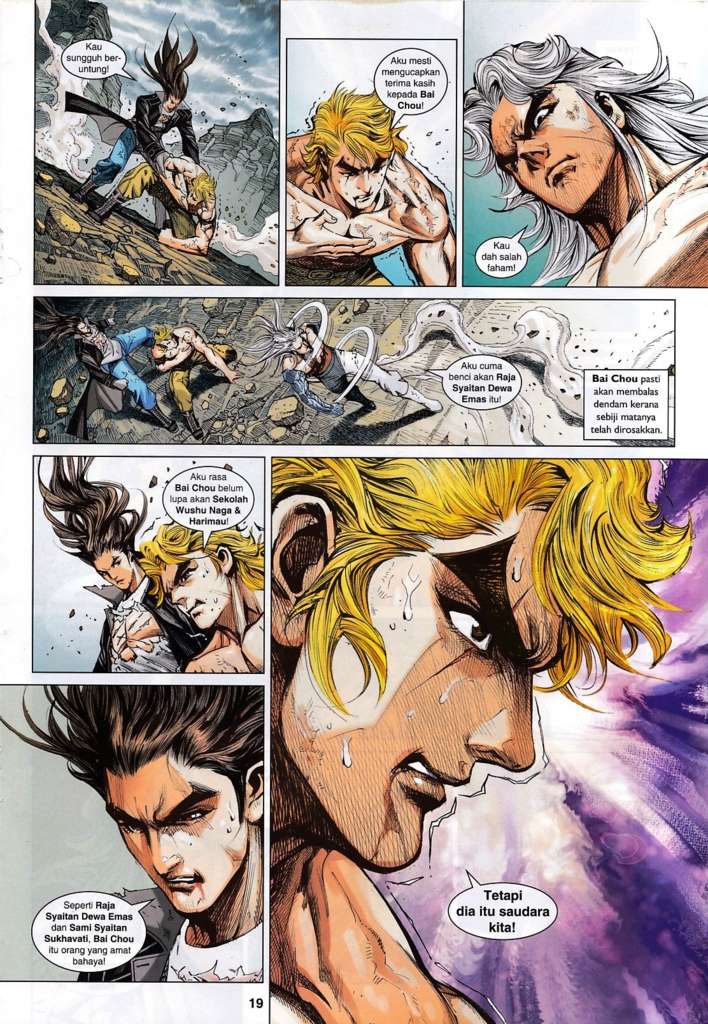 Kau
sungguh ber-
untung!
Aku mesti
mengucapkan
terima kasih
kepada Bai
Chou!
Kau
dah salah
faham!
Aku cuma
benci akan Raja
Syaitan Dewa
Emas itu!
Bai Chou pasti
akan membalas
dendam kerana
sebiji matanya
telah dirosakkan.
Aku rasa
Bai Chou belum
lupa akan Sekolah
Wushu Naga &
Harimau!
Seperti Raja
Syaitan Dewa Emas
dan Sami Syaitan
Sukhavati, Bai Chou
itu orang yang amat
bahaya!
Tetapi
dia itu saudara
kita!
19